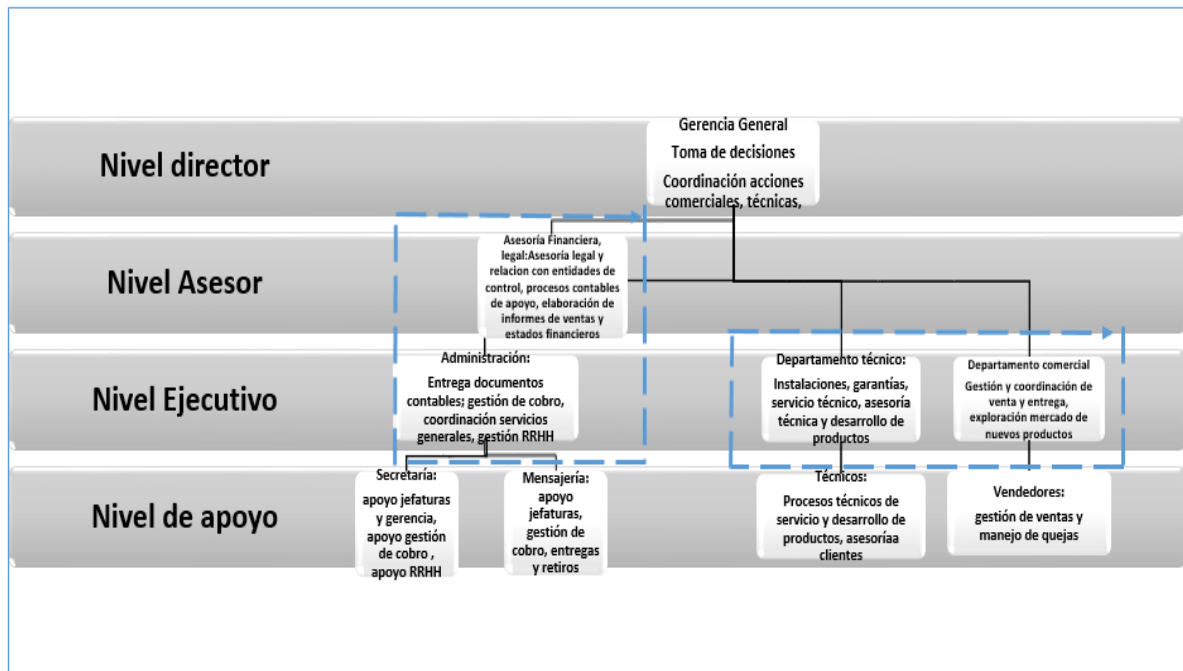 Nivel director
Gerencia General
Toma de decisiones
Coordinación acciones
comerciales, técnicas,
Nivel Asesor
Asesoría Financiera,
legal:Asesoría legal y
relacion con entidades de
control, procesos contables
de apoyo, elaboración de
informes de ventas y
estados financieros
Nivel Ejecutivo
Administración:
Entrega documentos
contables; gestión de cobro,
coordinación servicios
generales, gestión RRHH
Departamento técnico:
Instalaciones, garantías,
servicio técnico, asesoría
técnica y desarrollo de
productos
Departamento comercial
Gestión y coordinación de
venta y entrega,
exploración mercado de
nuevos productos
Nivel de apoyo
Secretaría:
apoyo jefaturas
y gerencia,
apoyo gestión
de cobro ,
apoyo RRHH
Mensajería:
apoyo
jefaturas,
gestión de
cobro, entregas
y retiros
Técnicos:
Procesos técnicos de
servicio y desarrollo de
productos, asesoríaa
clientes
Vendedores:
gestión de ventas y
manejo de quejas